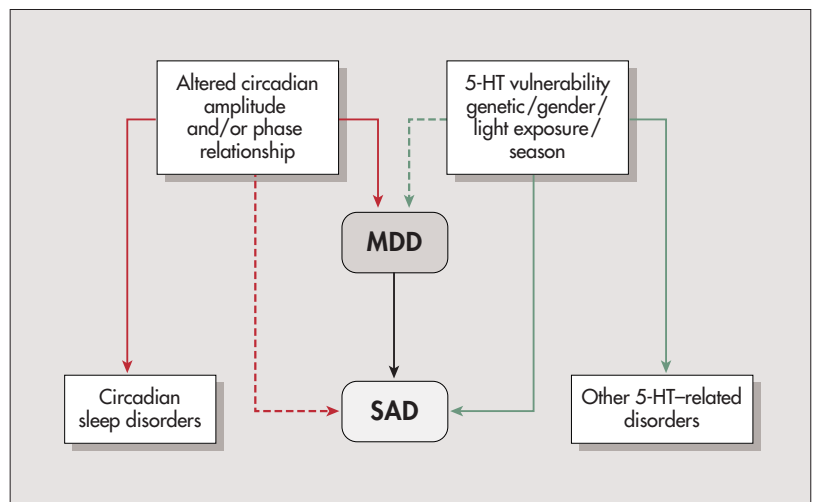 Altered circadian
amplitude
and/or phase
relationship
5-HT vulnerability
genetic/gender/
light exposure/
season
MDD
Circadian
sleep disorders
SAD
Other 5-HT–related
disorders